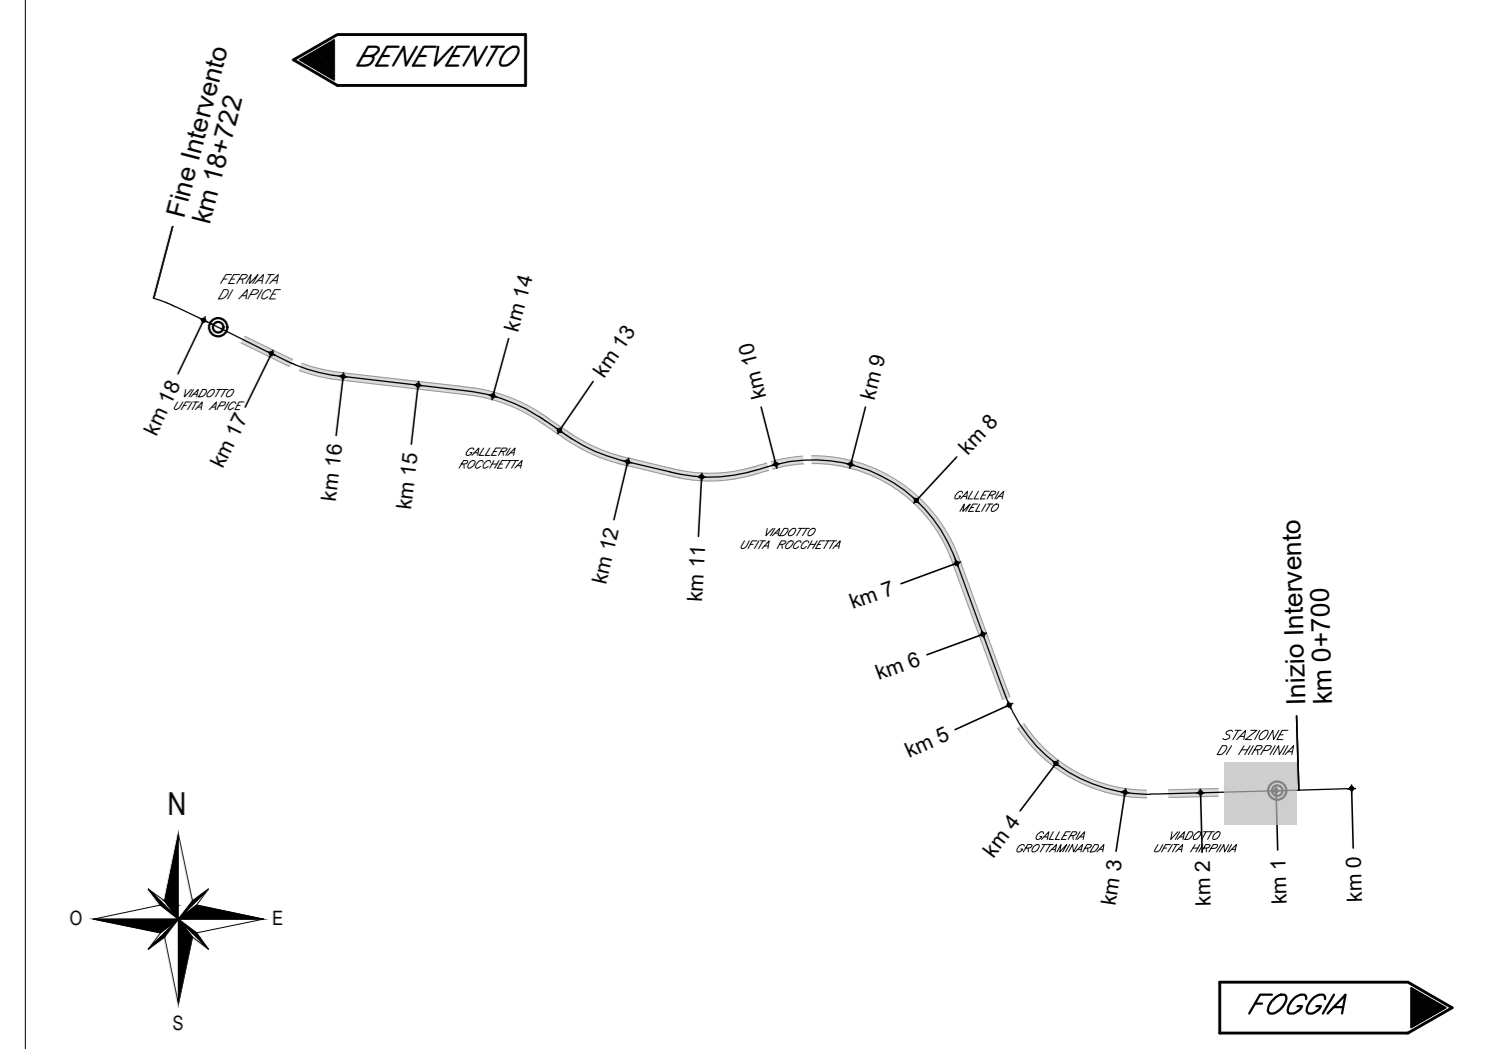 BENEVENTO
Fine Intervento
km 18+722
FERMATA
DI APICE
km 18
VIADOTTO
UFITA APICE
km 17
km 16
km 15
km 14
GALLERIA
ROCCHETTA
km 13
km 12
km 11
km 10
VIADOTTO
UFITA ROCCHETTA
km 9
km 8
GALLERIA
MELITO
km 7
km 6
km 5
km 4
GALLERIA
GROTTAMINARDA
km 3
VIADOTTO
UFITA HIRPINIA
km 2
STAZIONE
DI HIRPINIA
Inizio Intervento
km 0+700
km 1
km 0
N
O
E
S
FOGGIA